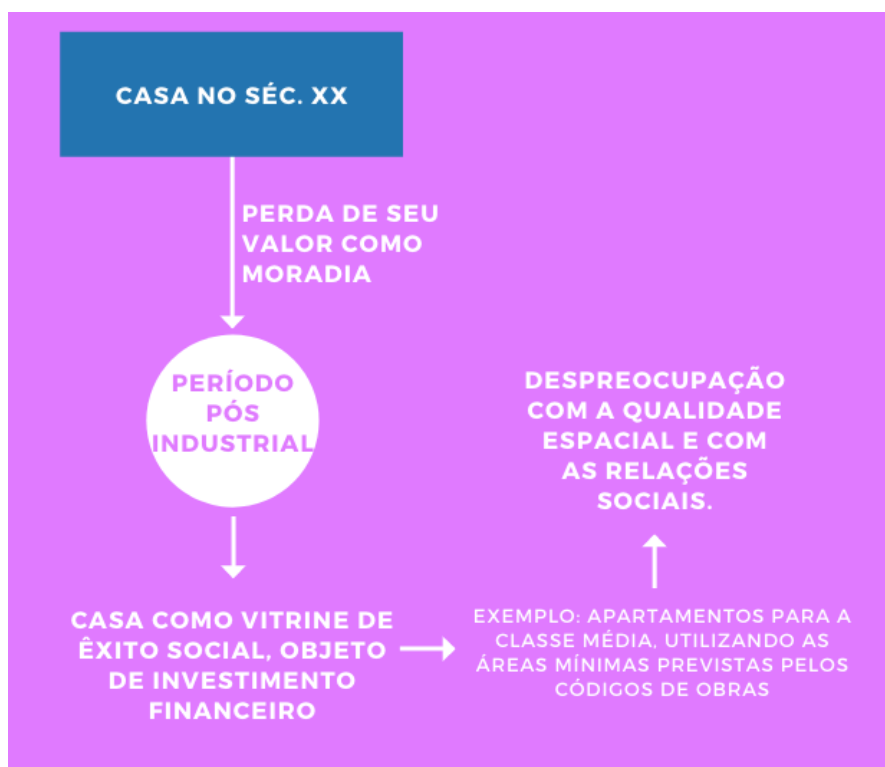 CASA NO SÉC. XX
PERDA DE SEU
VALOR COMO
MORADIA
PERÍODO
PÓS
INDUSTRIAL
CASA COMO VITRINE DE
ÊXITO SOCIAL, OBJETO
DE INVESTIMENTO
FINANCEIRO
EXEMPLO: APARTAMENTOS PARA A
CLASSE MÉDIA, UTILIZANDO AS
ÁREAS MÍNIMAS PREVISTAS PELOS
CÓDIGOS DE OBRAS
DESPREOCUPAÇÃO
COM A QUALIDADE
ESPACIAL E COM
AS RELAÇÕES
SOCIAIS.